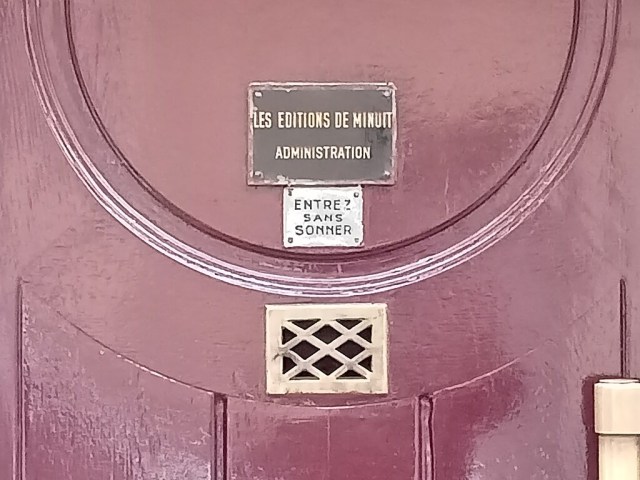 LES EDITIONS DE MINUIT
ADMINISTRATION
ENTREZ
SANS
SONNER